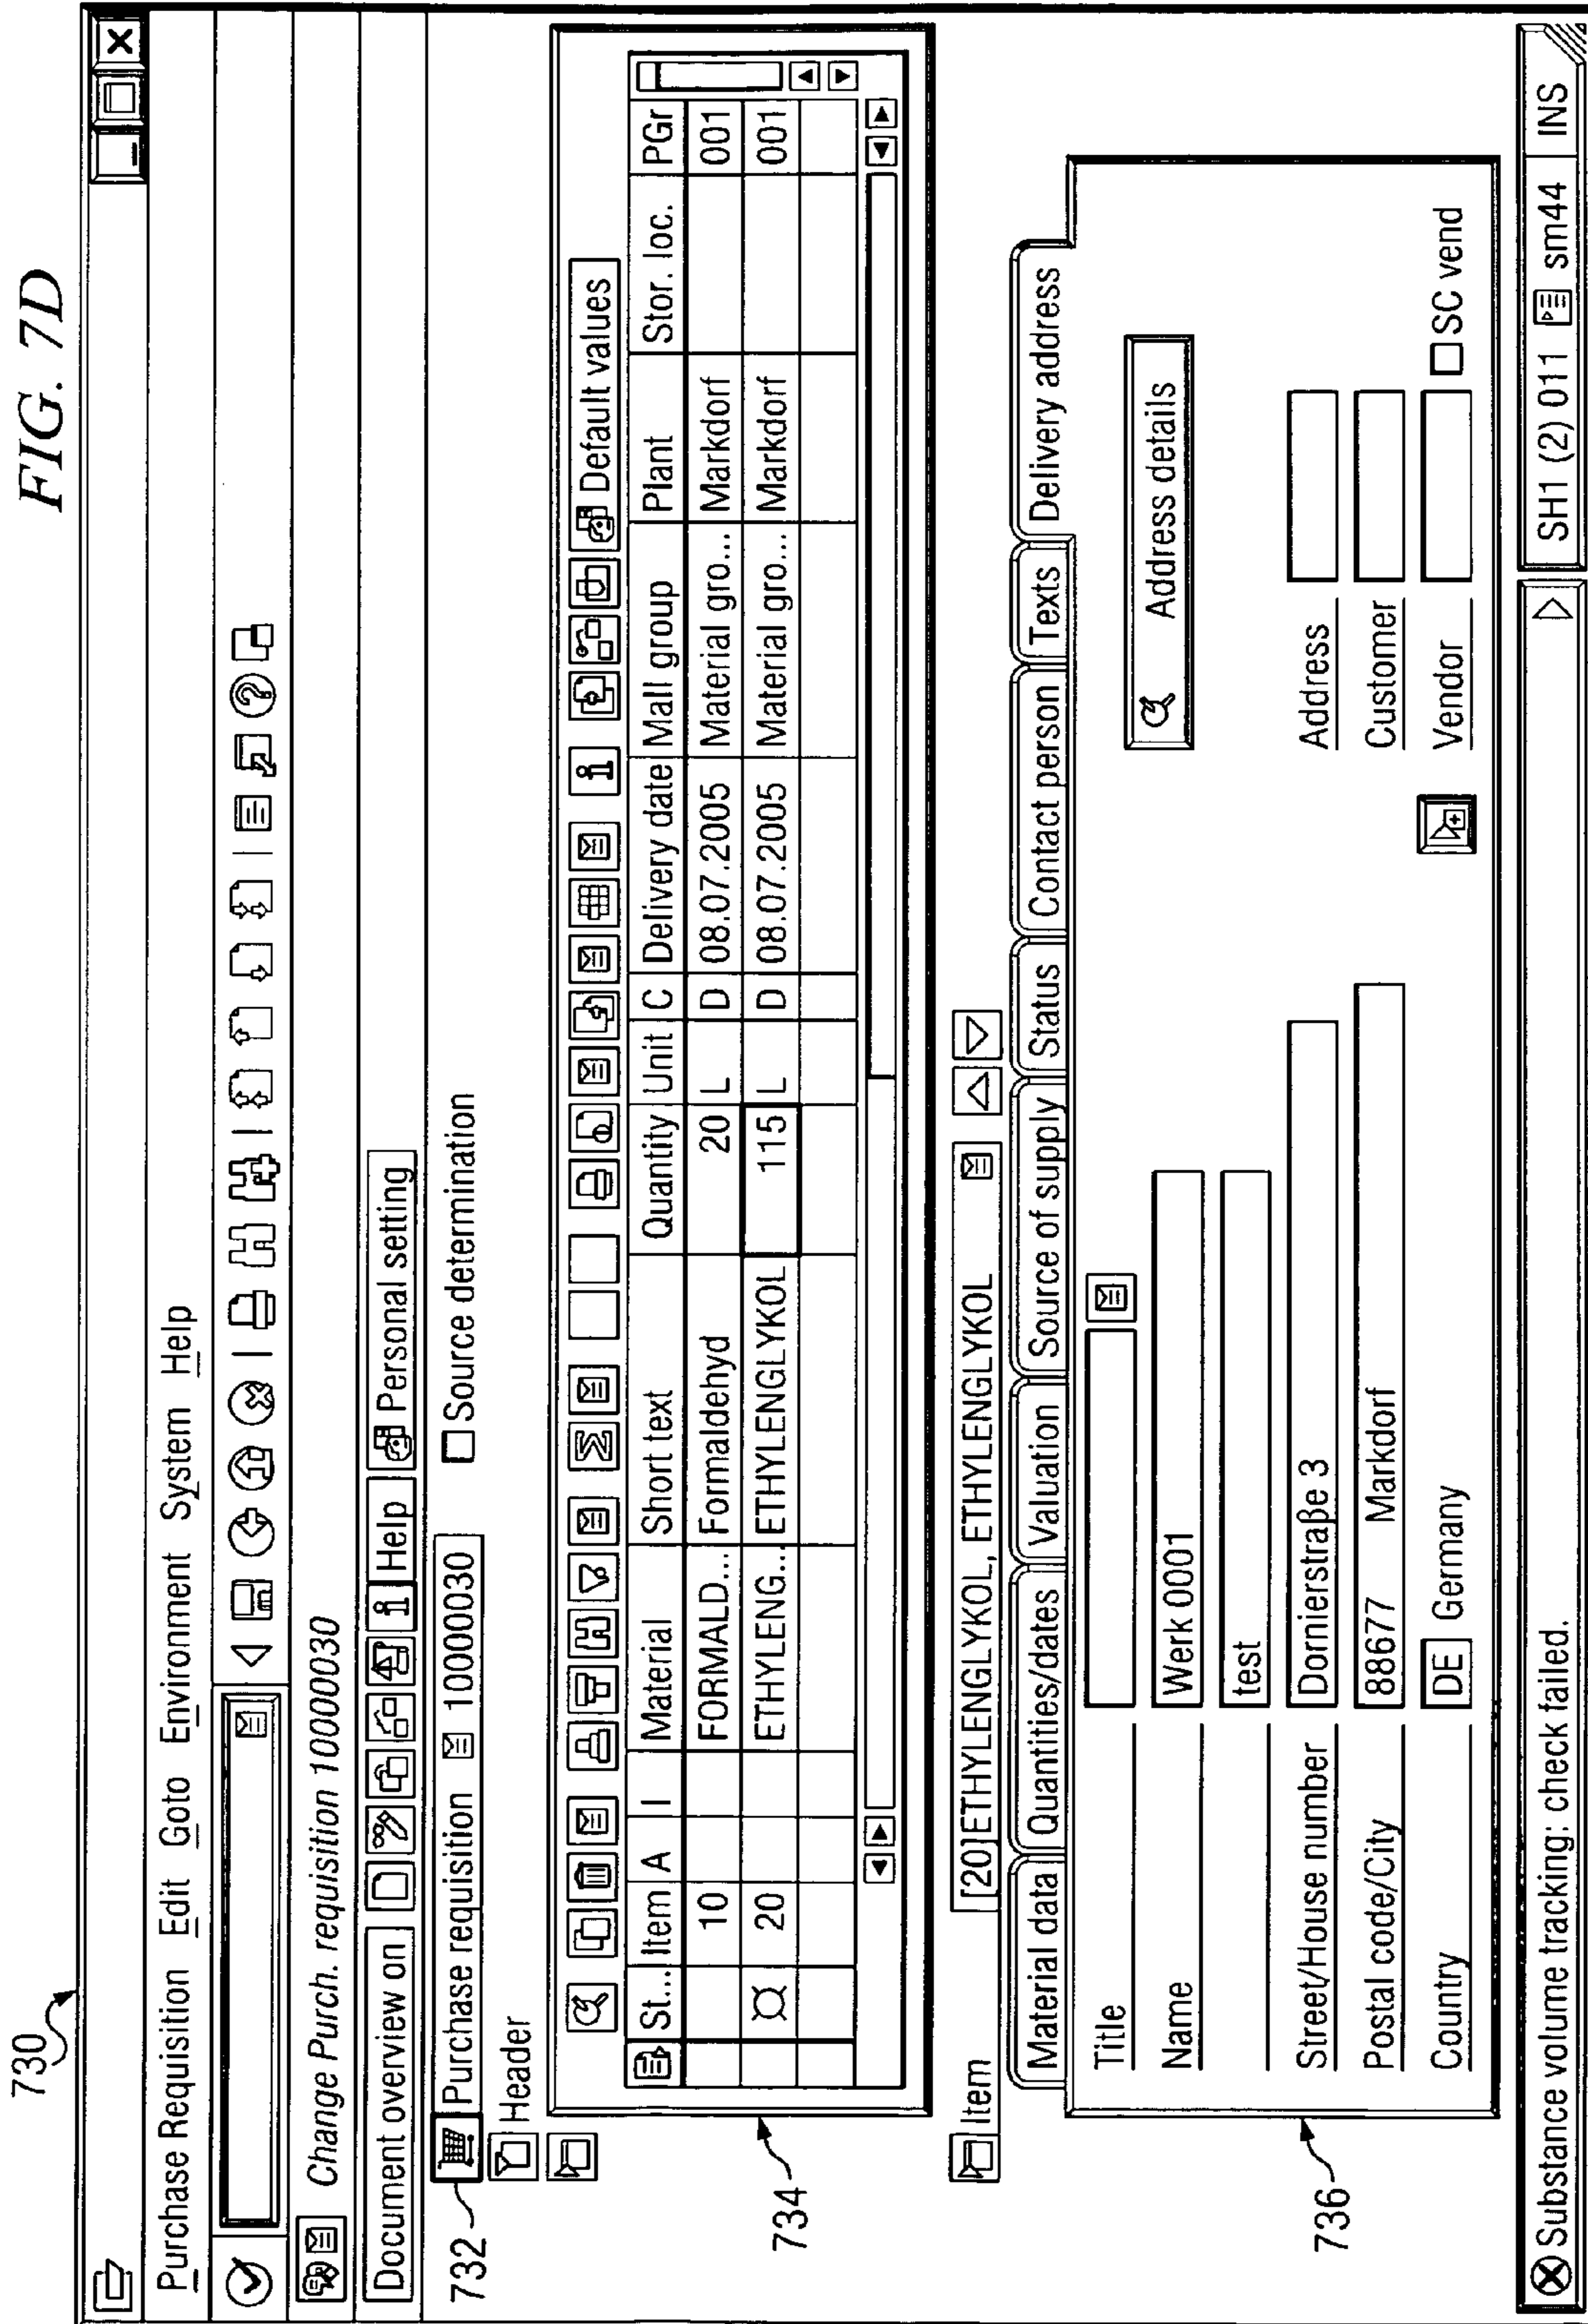 FIG. 7D
730
Purchase Requisition Edit Goto Environment System Help
Change Purch. requisition 10000030
Document overview on Help Personal setting
732 Purchase requisition 10000030 Source determination
Header
Default values
St... Item A I Material Short text Quantity Unit C Delivery date Mall group Plant Stor. loc. PGr
10 FORMALD... Formaldehyd 20 L D 08.07.2005 Material gro... Markdorf 001
20 ETHYLENG... ETHYLENGLYKOL 115 L D 08.07.2005 Material gro... Markdorf 001
734
Item [20]ETHYLENGLYKOL, ETHYLENGLYKOL
Material data Quantities/dates Valuation Source of supply Status Contact person Texts Delivery address
Title
Address details
Name Werk 0001
test
Street/House number Dornierstraße 3 Address
Postal code/City 88677 Markdorf Customer
Country DE Germany Vendor SC vend
736
Substance volume tracking: check failed. SH1 (2) 011 sm44 INS